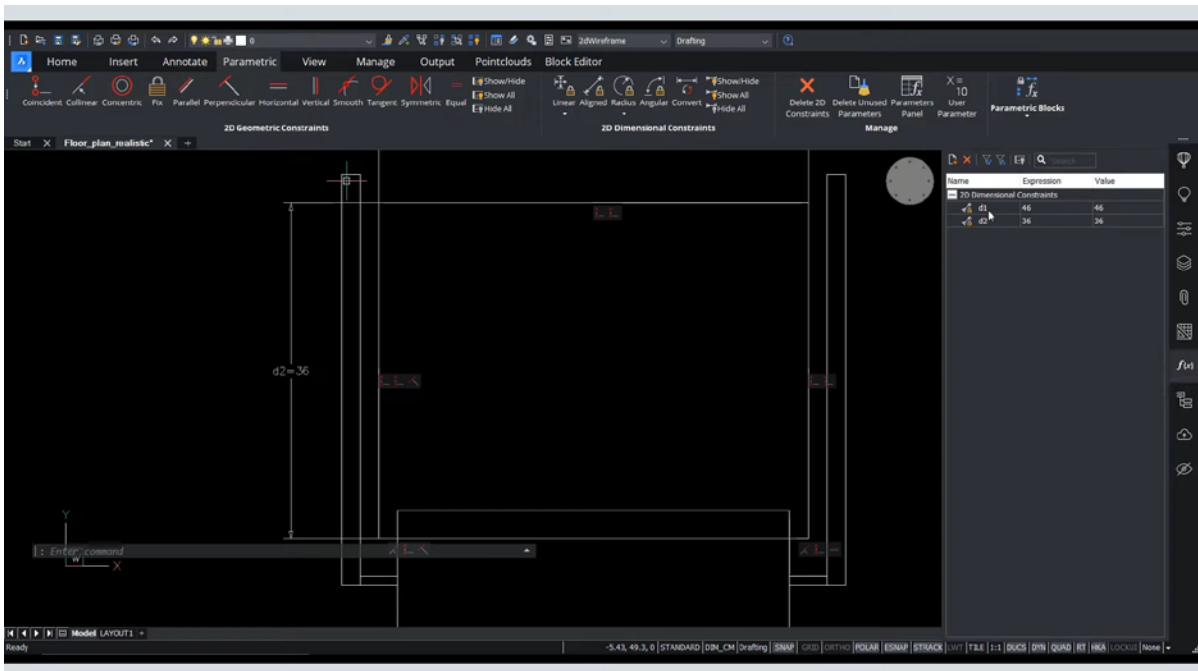 0 2dWireframe Drafting
Home Insert Annotate Parametric View Manage Output Pointclouds Block Editor
Coincident Collinear Concentric Fix Parallel Perpendicular Horizontal Vertical Smooth Tangent Symmetric Equal
Show/Hide
Show All
Hide All
2D Geometric Constraints
Linear Aligned Radius Angular Convert
Show/Hide
Show All
Hide All
2D Dimensional Constraints
Delete 2D Constraints
Delete Unused Parameters
Parameters Panel
X = 10
User Parameter
Manage
fx
Parametric Blocks
Start X Floor_plan_realistic* X +
Search
Name Expression Value
2D Dimensional Constraints
d1 46 46
d2 36 36
f(x)
d2=36
Y
: Enter command
W
X
Model LAYOUT1 +
Ready
-5.43, 49.3, 0 STANDARD DIM_CM Drafting SNAP GRID ORTHO POLAR ESNAP STRACK LWT TILE 1:1 DUCS DYN QUAD RT HKA LOCKUI None